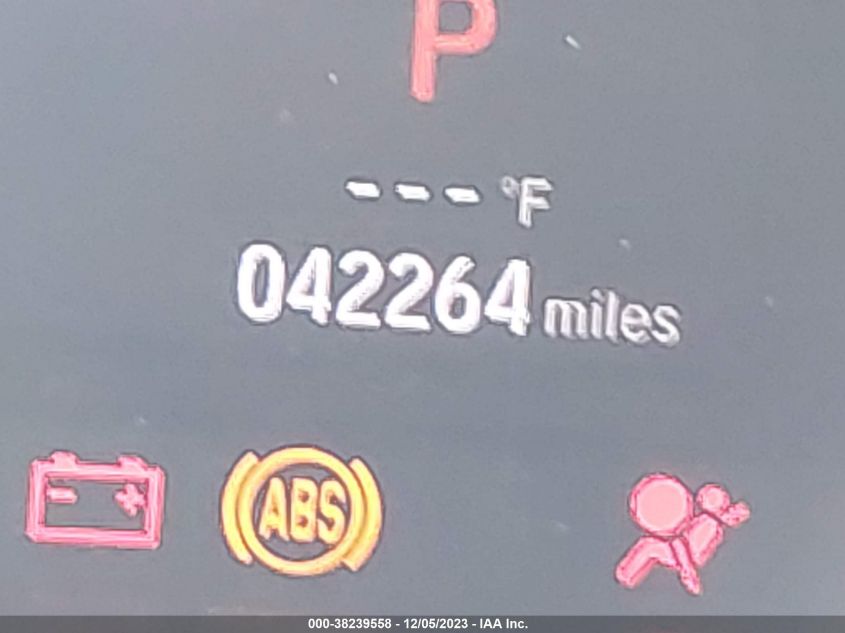 P
--- °F
042264 miles
ABS
000-38239558 - 12/05/2023 - IAA Inc.